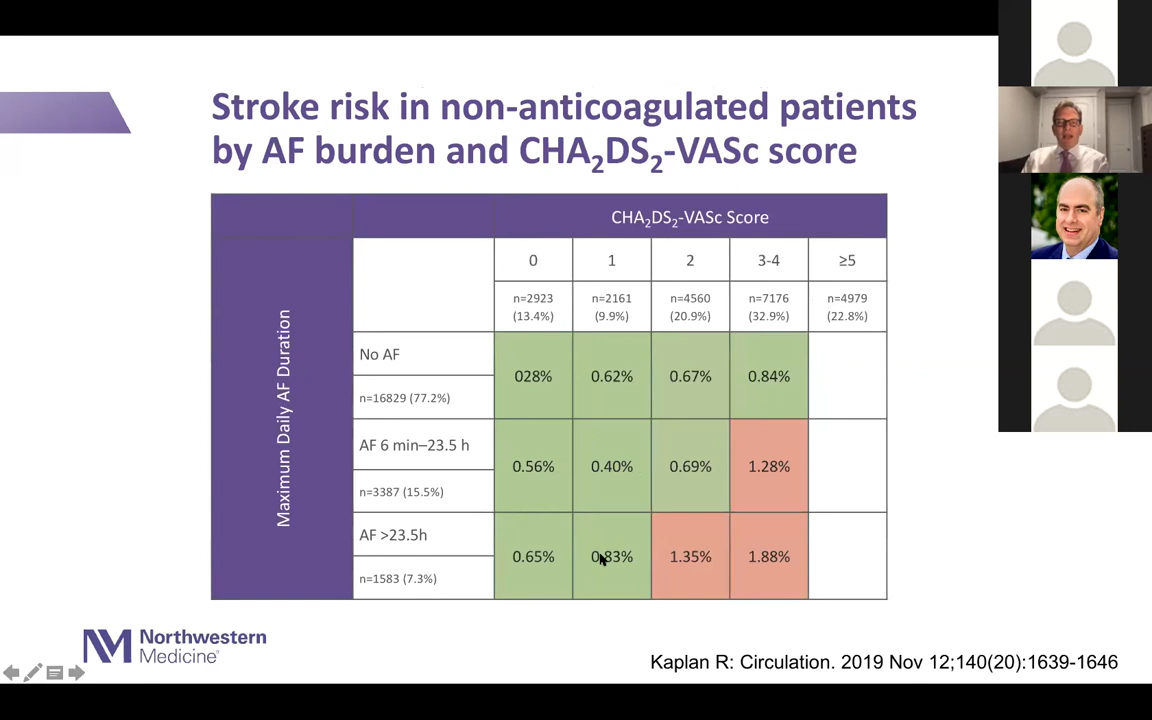 Stroke risk in non-anticoagulated patients
by AF burden and CHA₂DS₂-VASc score
CHA₂DS₂-VASc Score
0 1 2 3-4 ≥5
n=2923 n=2161 n=4560 n=7176 n=4979
(13.4%) (9.9%) (20.9%) (32.9%) (22.8%)
Maximum Daily AF Duration
No AF
028% 0.62% 0.67% 0.84%
n=16829 (77.2%)
AF 6 min–23.5 h
0.56% 0.40% 0.69% 1.28%
n=3387 (15.5%)
AF >23.5h
0.65% 0.83% 1.35% 1.88%
n=1583 (7.3%)
NM Northwestern
Medicine®
Kaplan R: Circulation. 2019 Nov 12;140(20):1639-1646